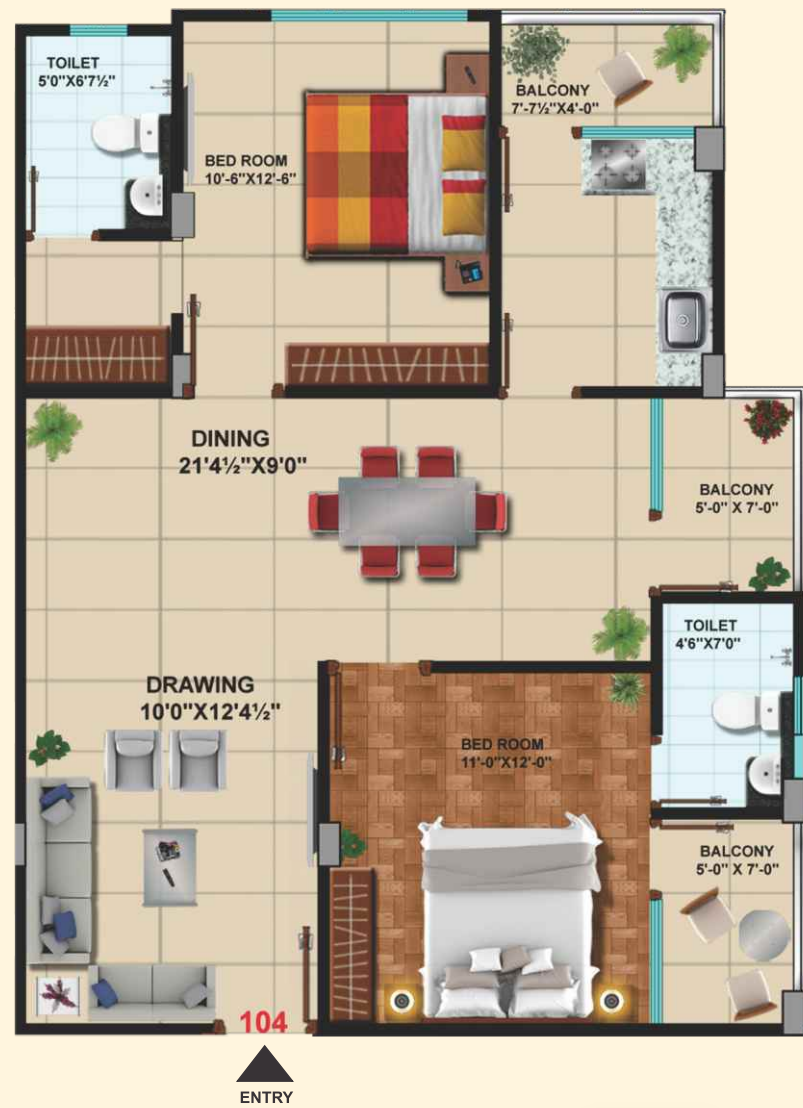 TOILET
5'0"X6'7½"
BED ROOM
10'-6"X12'-6"
BALCONY
7'-7½"X4'-0"
DINING
21'4½"X9'0"
BALCONY
5'-0" X 7'-0"
TOILET
4'6"X7'0"
DRAWING
10'0"X12'4½"
BED ROOM
11'-0"X12'-0"
BALCONY
5'-0" X 7'-0"
104
ENTRY